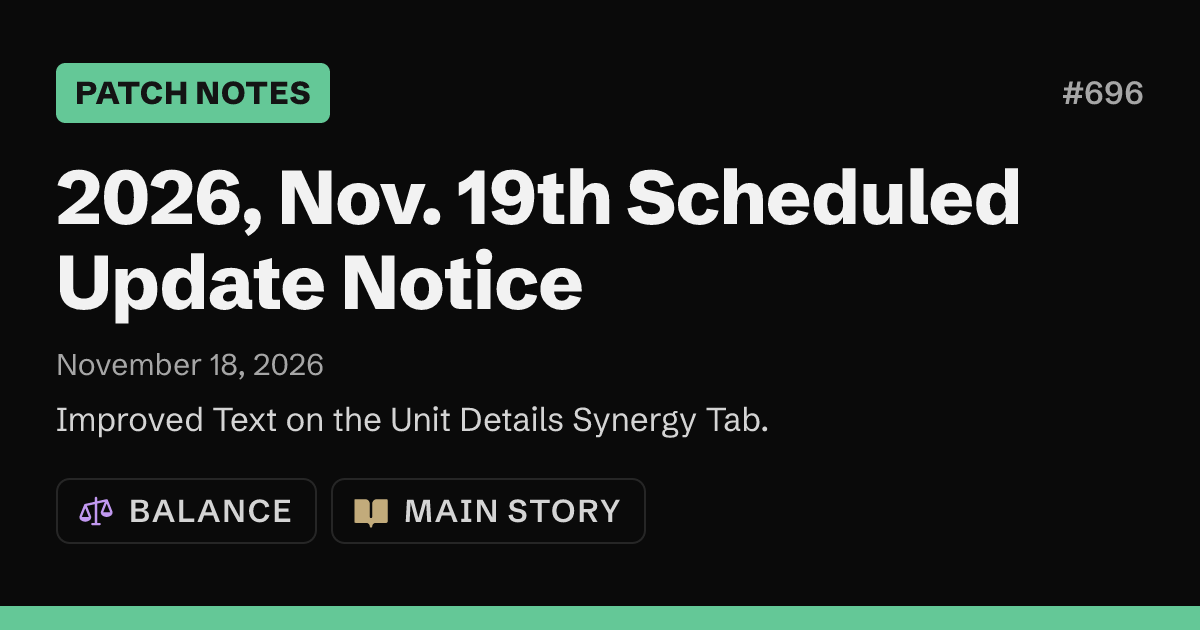 PATCH NOTES
#696
2026, Nov. 19th Scheduled
Update Notice
November 18, 2026
Improved Text on the Unit Details Synergy Tab.
BALANCE
MAIN STORY